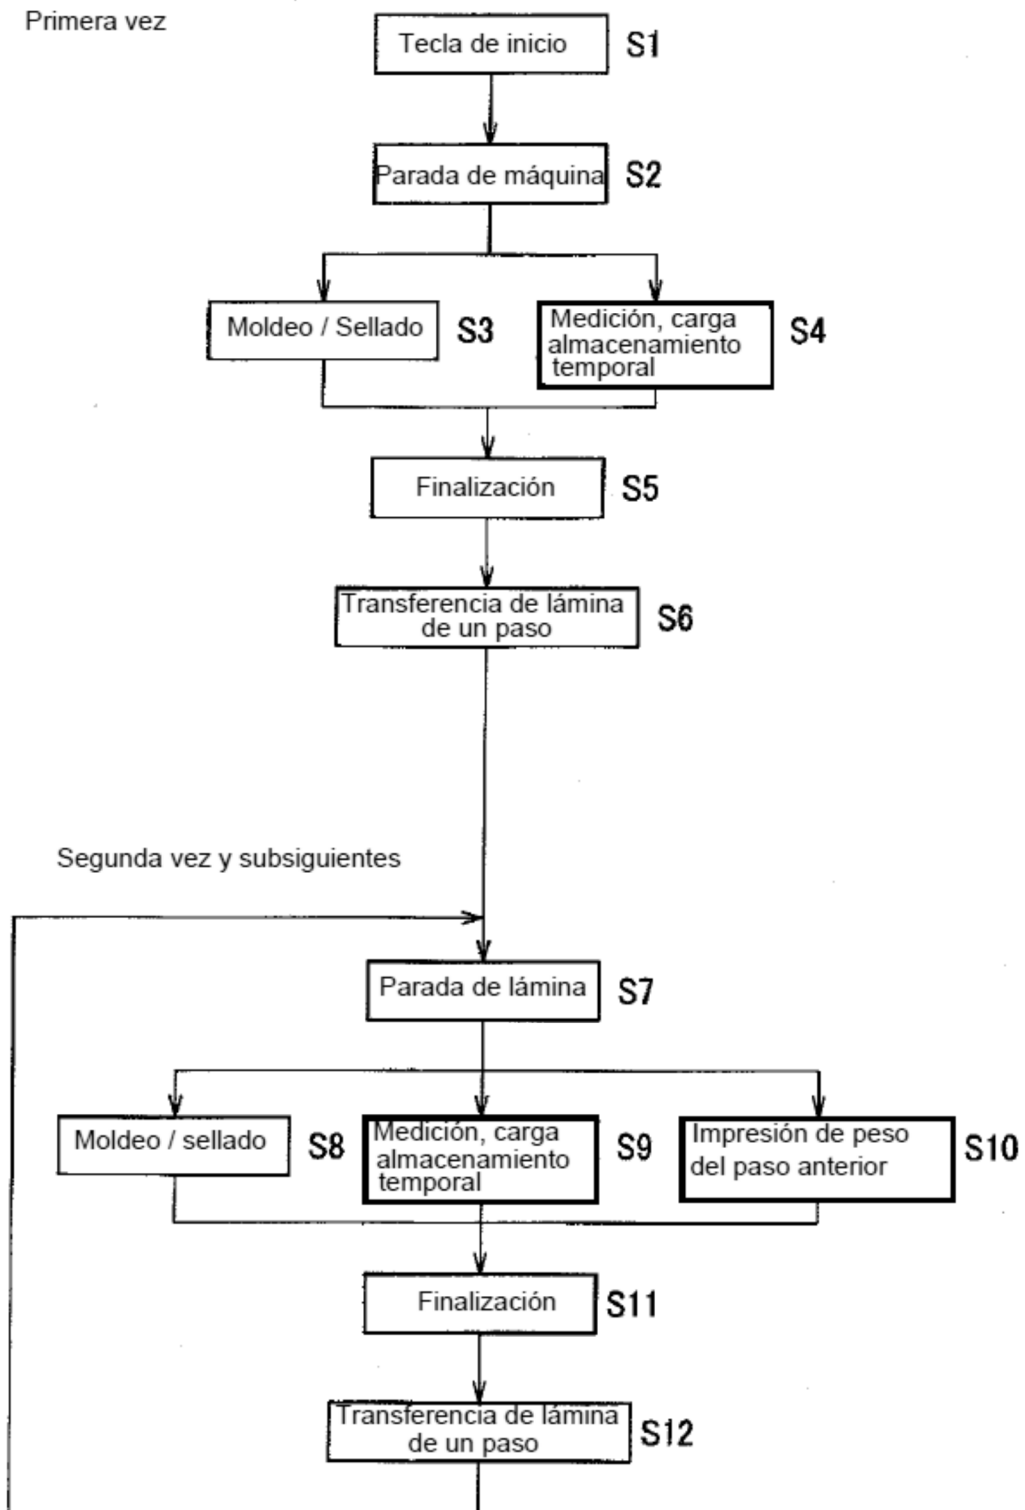 Primera vez
Tecla de inicio S1
Parada de máquina S2
Moldeo / Sellado S3
Medición, carga
almacenamiento
temporal
S4
Finalización S5
Transferencia de lámina
de un paso
S6
Segunda vez y subsiguientes
Parada de lámina S7
Moldeo / sellado S8
Medición, carga
almacenamiento
temporal
S9
Impresión de peso
del paso anterior
S10
Finalización S11
Transferencia de lámina
de un paso
S12